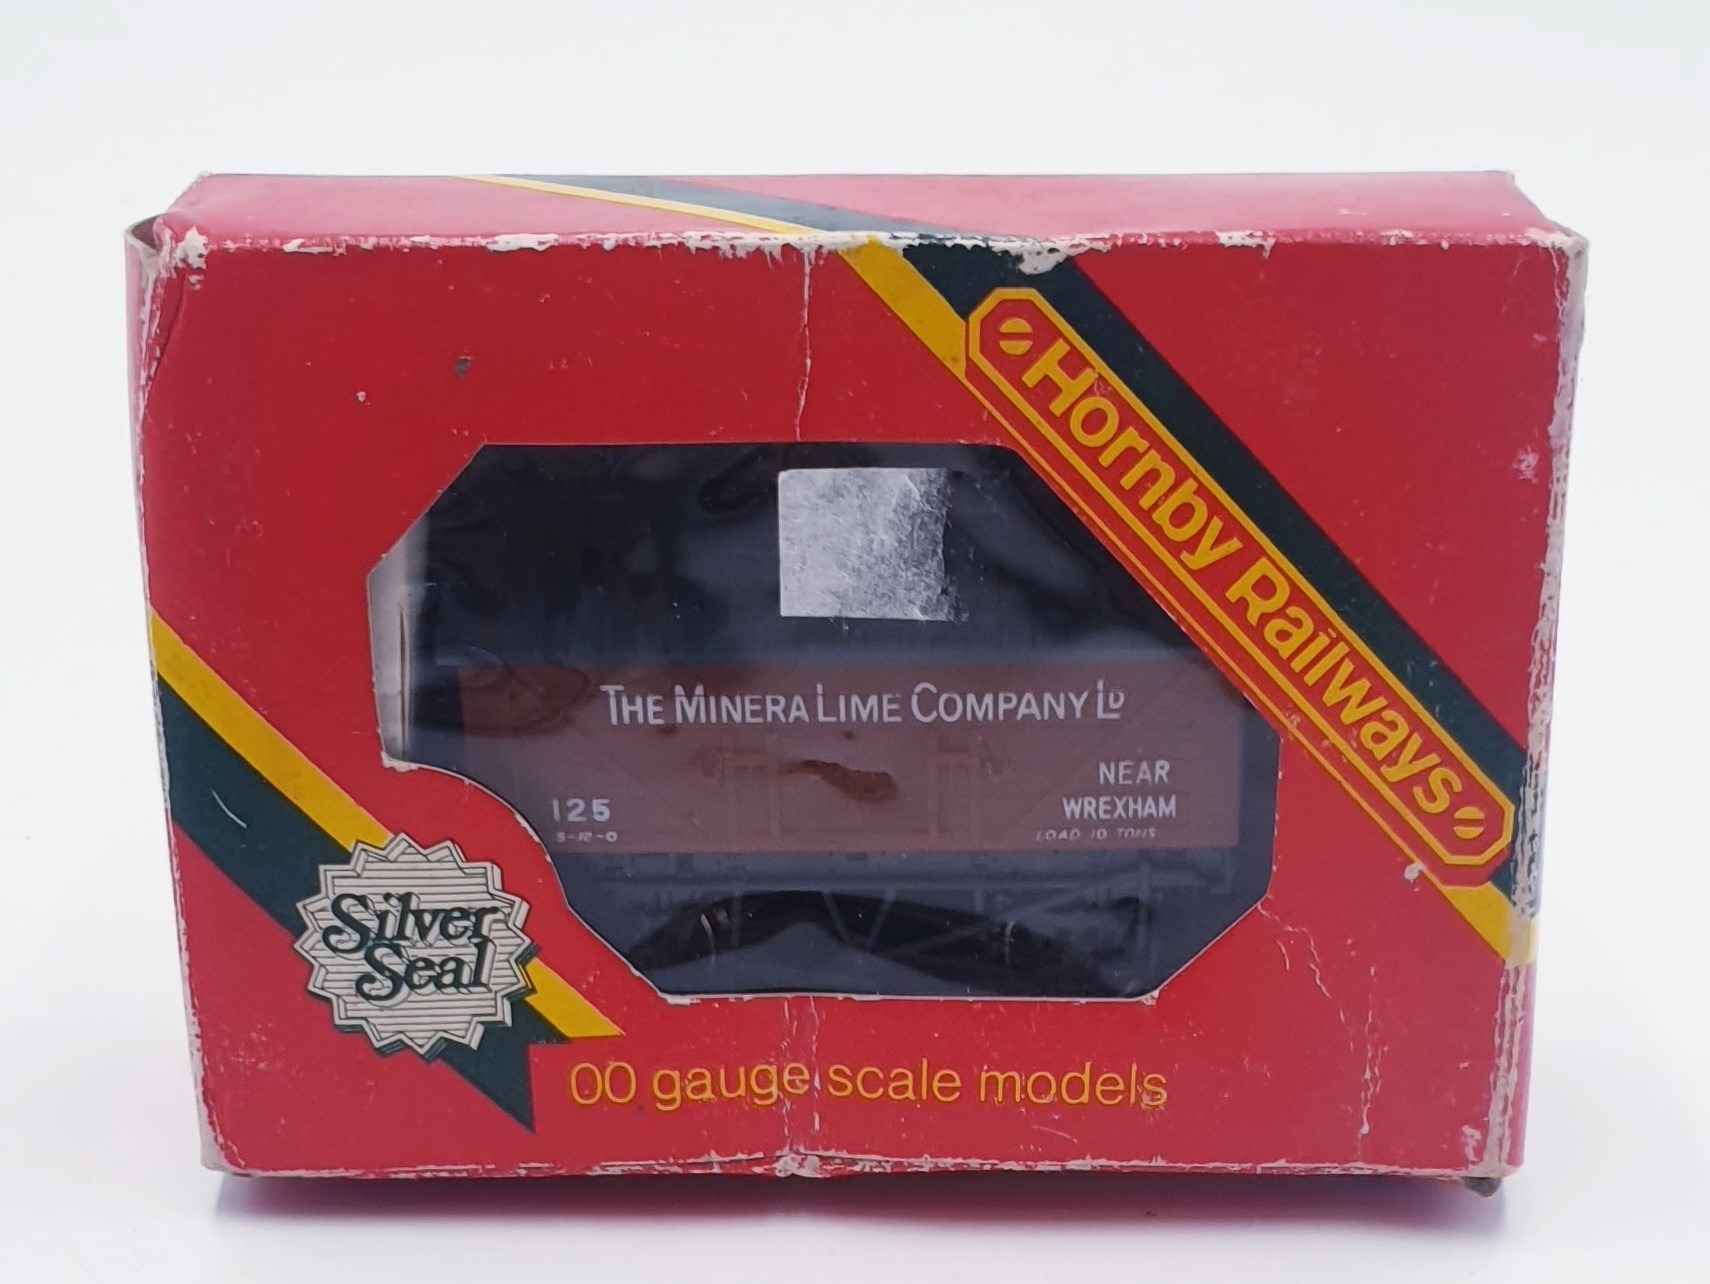 Hornby Railways
THE MINERA LIME COMPANY LD
NEAR
125
WREXHAM
LOAD 10 TONS
Silver
Seal
00 gauge scale models